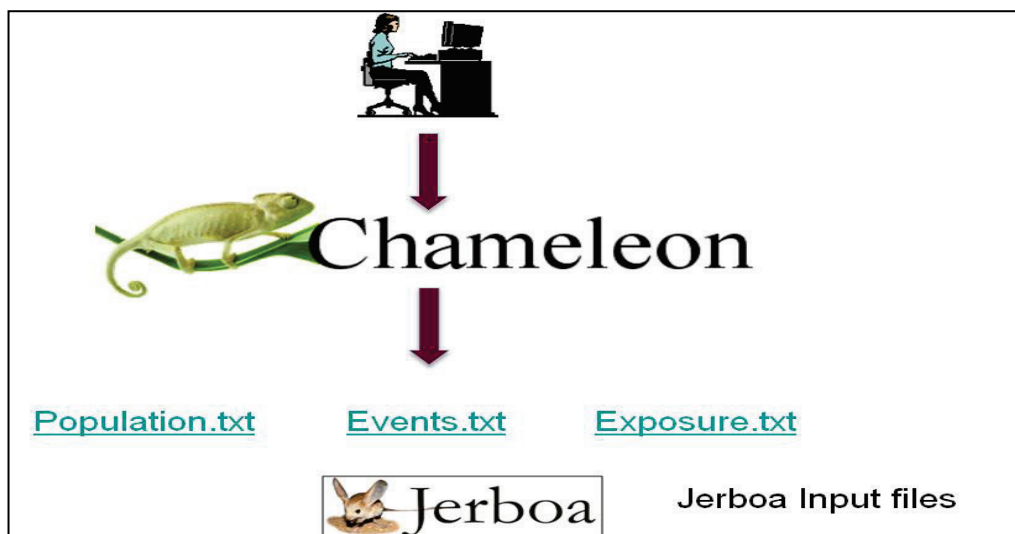 Chameleon
Population.txt Events.txt Exposure.txt
Jerboa Jerboa Input files